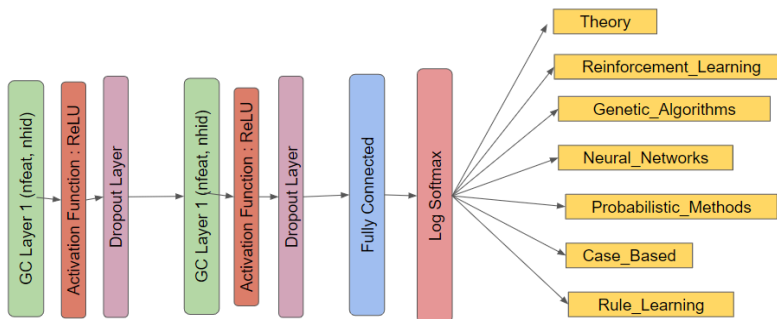 GC Layer 1 (nfeat, nhid)
Activation Function : ReLU
Dropout Layer
GC Layer 1 (nfeat, nhid)
Activation Function : ReLU
Dropout Layer
Fully Connected
Log Softmax
Theory
Reinforcement_Learning
Genetic_Algorithms
Neural_Networks
Probabilistic_Methods
Case_Based
Rule_Learning